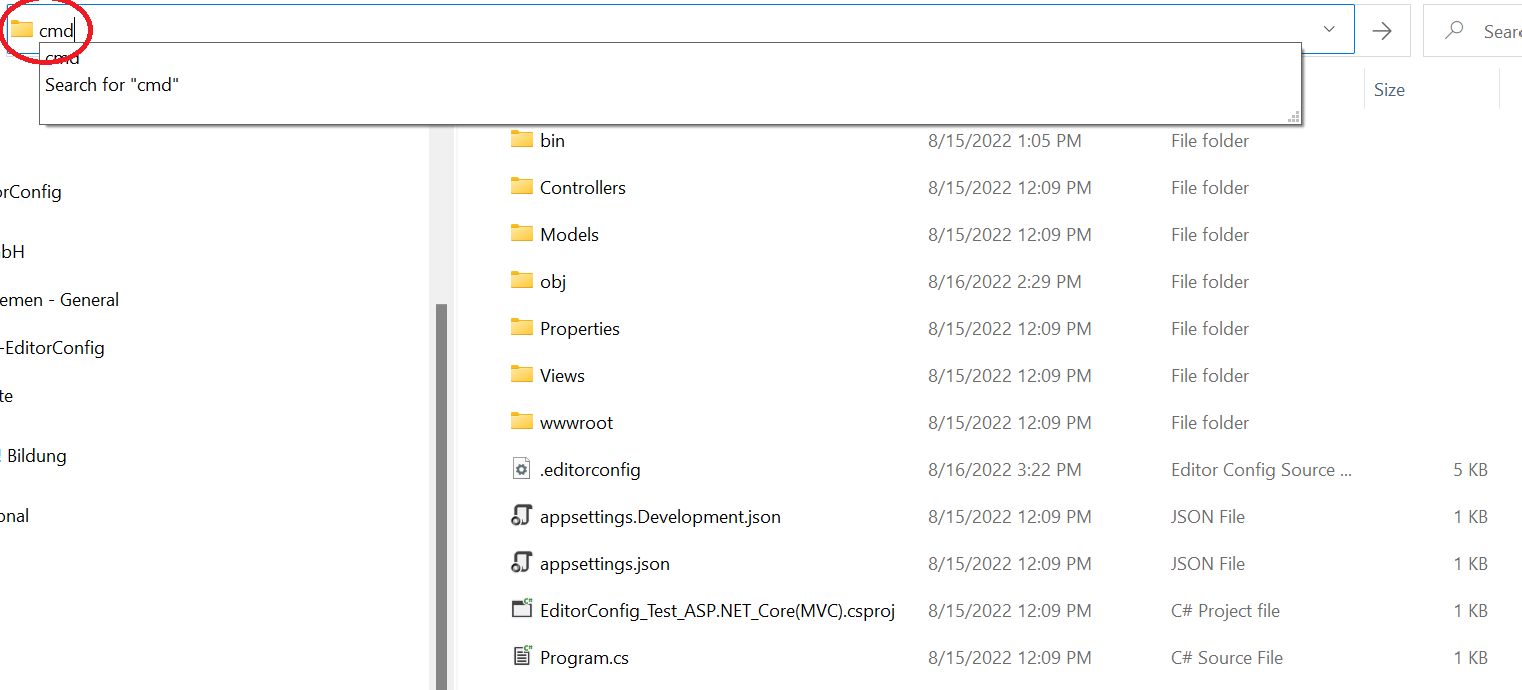 cmd
cmd
Search for "cmd"
Size
bin 8/15/2022 1:05 PM File folder
Controllers 8/15/2022 12:09 PM File folder
Models 8/15/2022 12:09 PM File folder
obj 8/16/2022 2:29 PM File folder
Properties 8/15/2022 12:09 PM File folder
Views 8/15/2022 12:09 PM File folder
wwwroot 8/15/2022 12:09 PM File folder
.editorconfig 8/16/2022 3:22 PM Editor Config Source ... 5 KB
appsettings.Development.json 8/15/2022 12:09 PM JSON File 1 KB
appsettings.json 8/15/2022 12:09 PM JSON File 1 KB
EditorConfig_Test_ASP.NET_Core(MVC).csproj 8/15/2022 12:09 PM C# Project file 1 KB
Program.cs 8/15/2022 12:09 PM C# Source File 1 KB
orConfig
bH
emen - General
-EditorConfig
te
! Bildung
onal